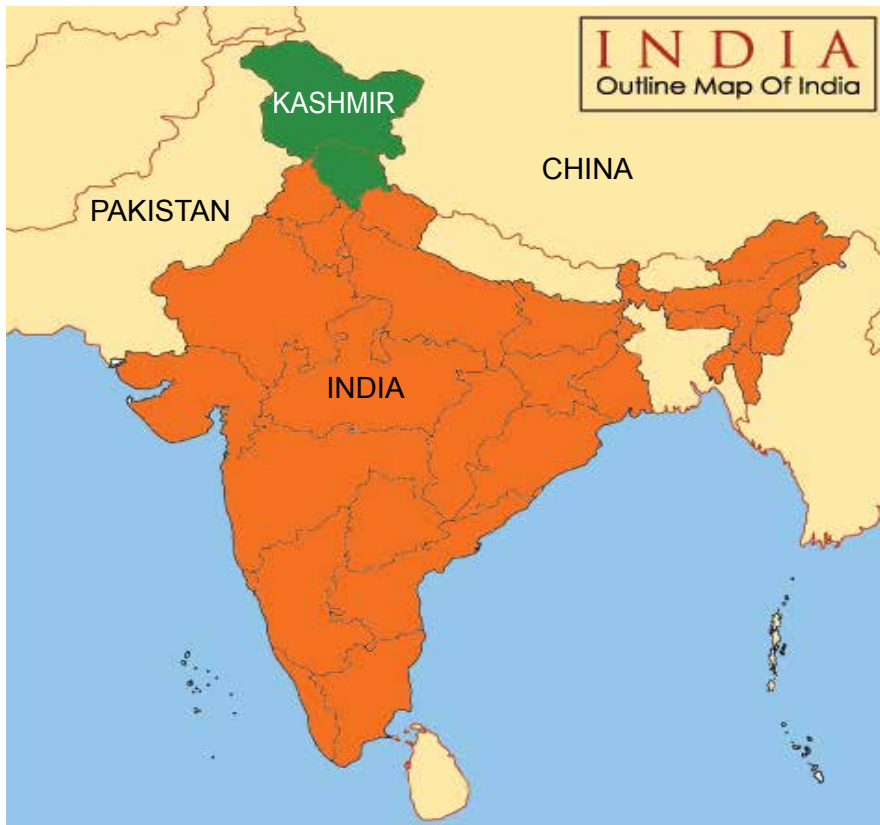 INDIA
Outline Map Of India
KASHMIR
CHINA
PAKISTAN
INDIA